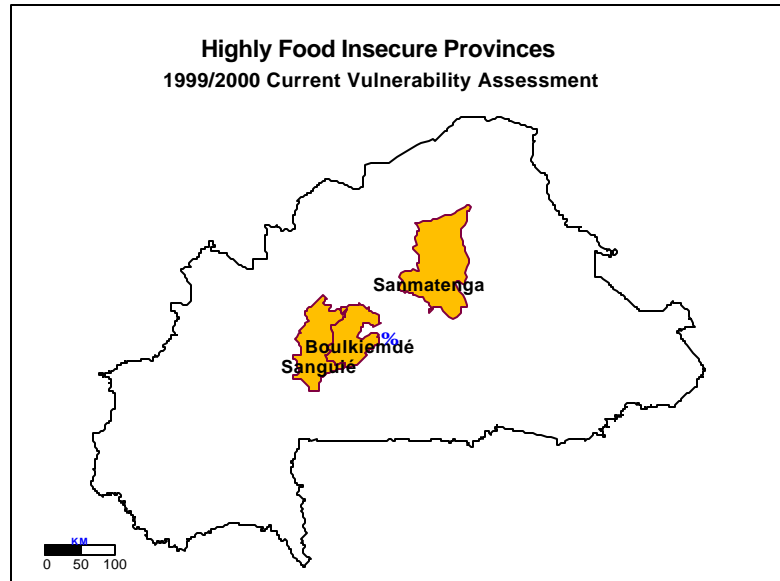 Highly Food Insecure Provinces
1999/2000 Current Vulnerability Assessment
Sanmatenga
%
Boulkiemdé
Sanguié
KM
0 50 100